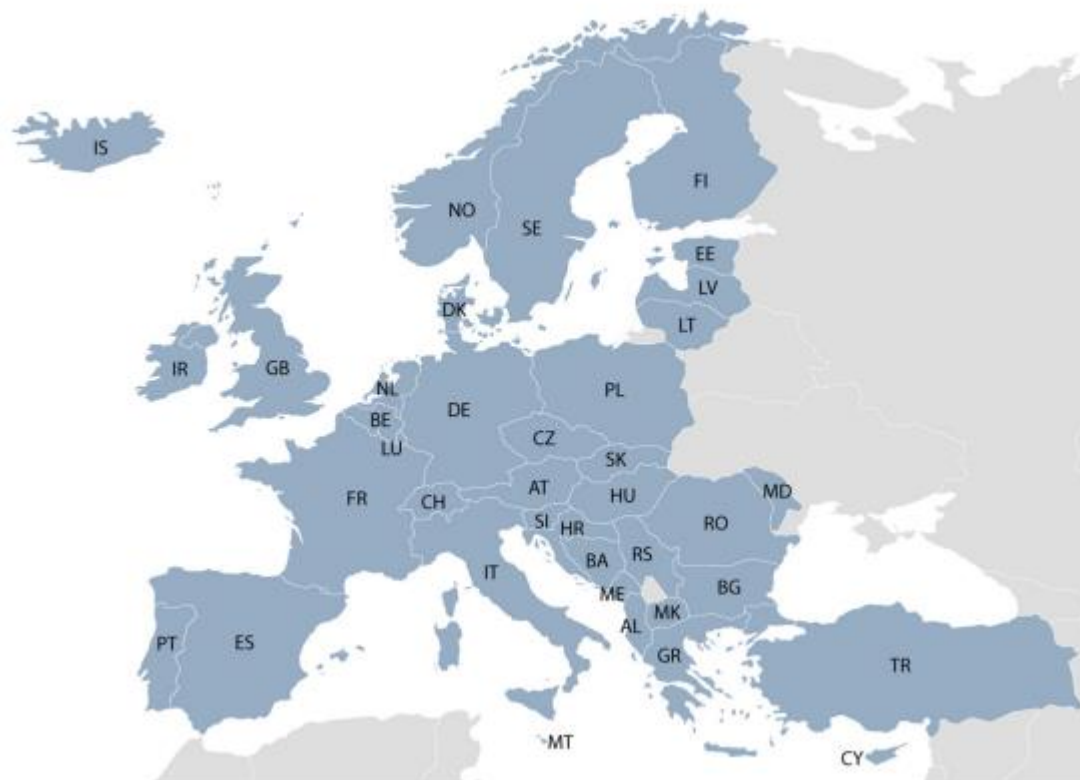 IS
FI
NO
SE
EE
LV
DK
LT
IR
GB
NL
PL
DE
BE
CZ
LU
SK
AT
MD
HU
FR
CH
RO
SI
HR
RS
BA
IT
BG
ME
MK
AL
PT
ES
GR
TR
MT
CY